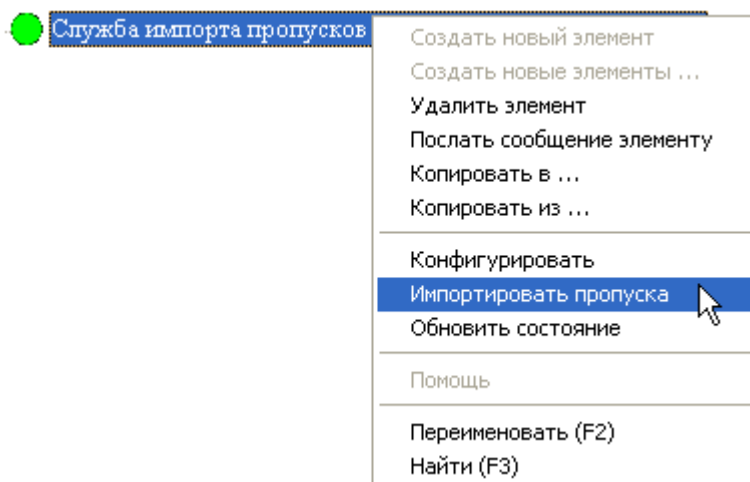 Служба импорта пропусков
Создать новый элемент
Создать новые элементы ...
Удалить элемент
Послать сообщение элементу
Копировать в ...
Копировать из ...
Конфигурировать
Импортировать пропуска
Обновить состояние
Помощь
Переименовать (F2)
Найти (F3)